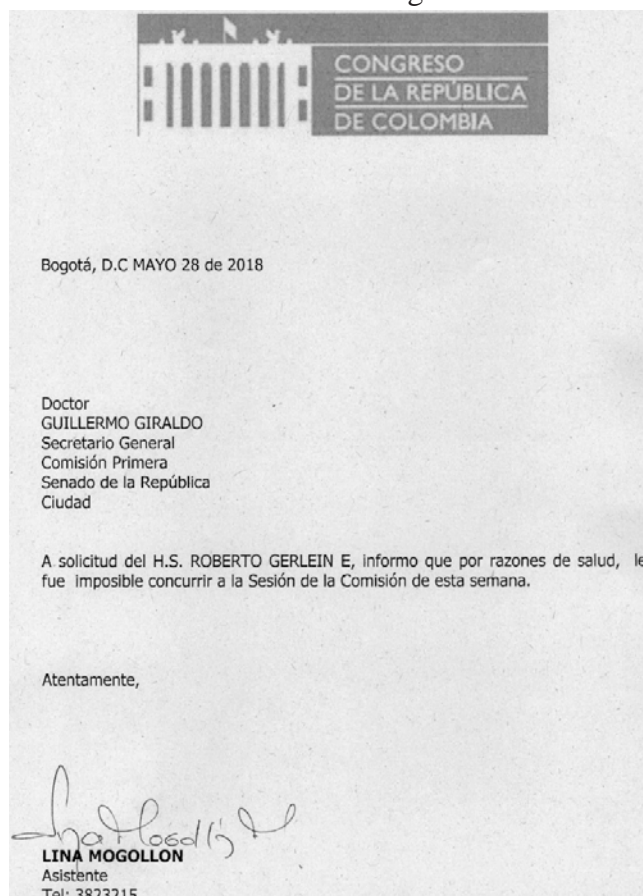 CONGRESO
DE LA REPÚBLICA
DE COLOMBIA
Bogotá, D.C MAYO 28 de 2018
Doctor
GUILLERMO GIRALDO
Secretario General
Comisión Primera
Senado de la República
Ciudad
A solicitud del H.S. ROBERTO GERLEIN E, informo que por razones de salud, le
fue imposible concurrir a la Sesión de la Comisión de esta semana.
Atentamente,
LINA MOGOLLON
Asistente
Tel: 3823215